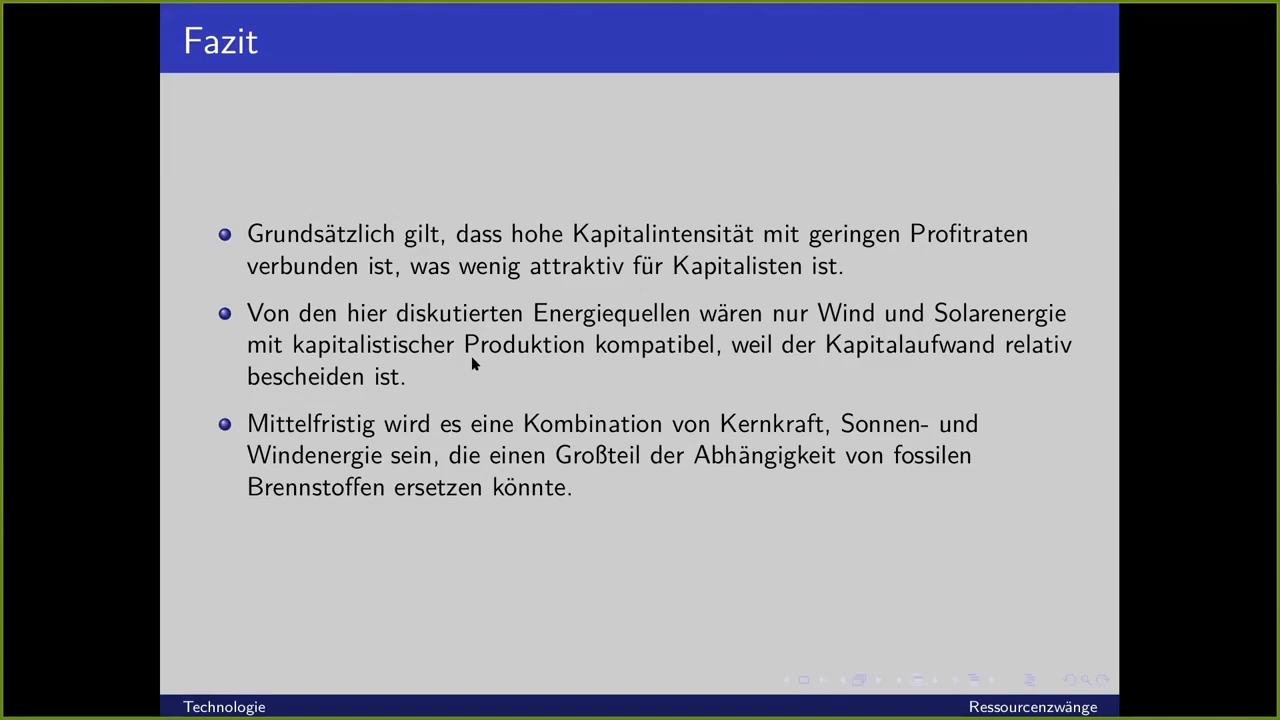 Fazit
Grundsätzlich gilt, dass hohe Kapitalintensität mit geringen Profitraten
verbunden ist, was wenig attraktiv für Kapitalisten ist.
Von den hier diskutierten Energiequellen wären nur Wind und Solarenergie
mit kapitalistischer Produktion kompatibel, weil der Kapitalaufwand relativ
bescheiden ist.
Mittelfristig wird es eine Kombination von Kernkraft, Sonnen- und
Windenergie sein, die einen Großteil der Abhängigkeit von fossilen
Brennstoffen ersetzen könnte.
Technologie
Ressourcenzwänge